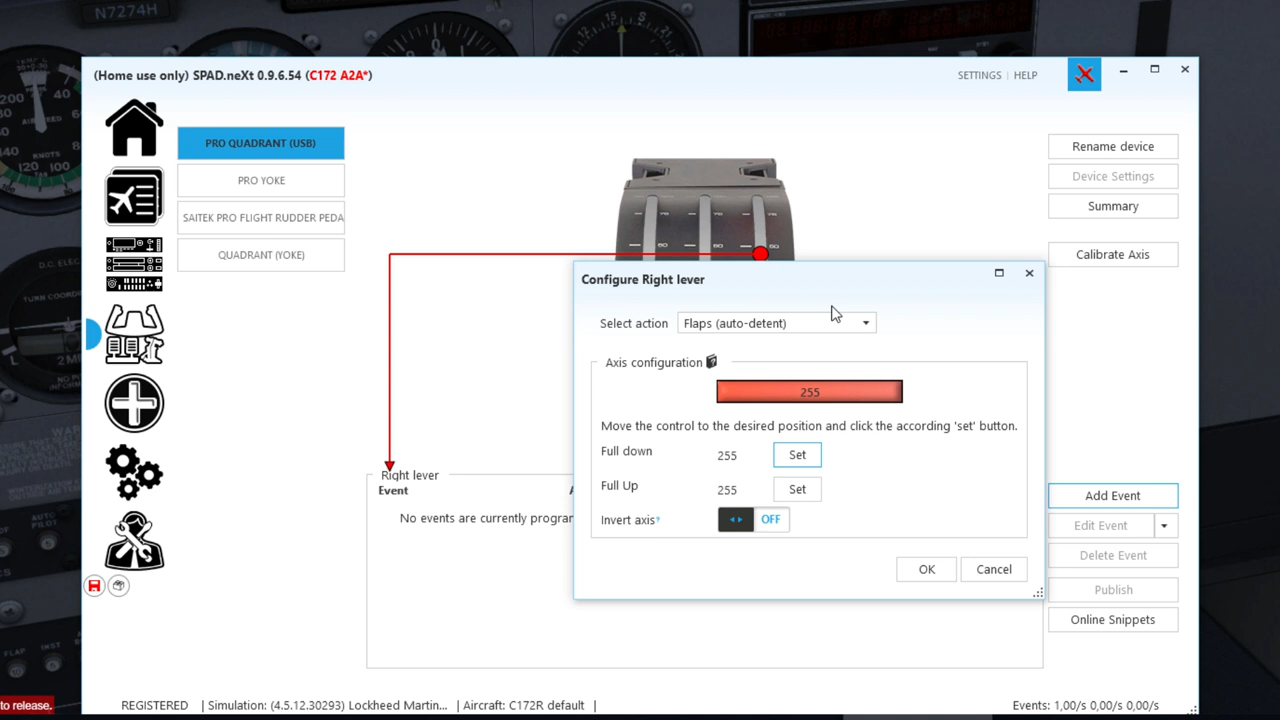 N7274H
(Home use only) SPAD.neXt 0.9.6.54 (C172 A2A*)
SETTINGS | HELP
PRO QUADRANT (USB)
PRO YOKE
SAITEK PRO FLIGHT RUDDER PEDA
QUADRANT (YOKE)
Rename device
Device Settings
Summary
Calibrate Axis
Configure Right lever
Select action
Flaps (auto-detent)
Axis configuration
255
Move the control to the desired position and click the according 'set' button.
Full down 255 Set
Full Up 255 Set
Invert axis? OFF
OK Cancel
Right lever
Event
No events are currently progran
Add Event
Edit Event
Delete Event
Publish
Online Snippets
to release.
REGISTERED | Simulation: (4.5.12.30293) Lockheed Martin... | Aircraft: C172R default |
Events: 1,00/s 0,00/s 0,00/s